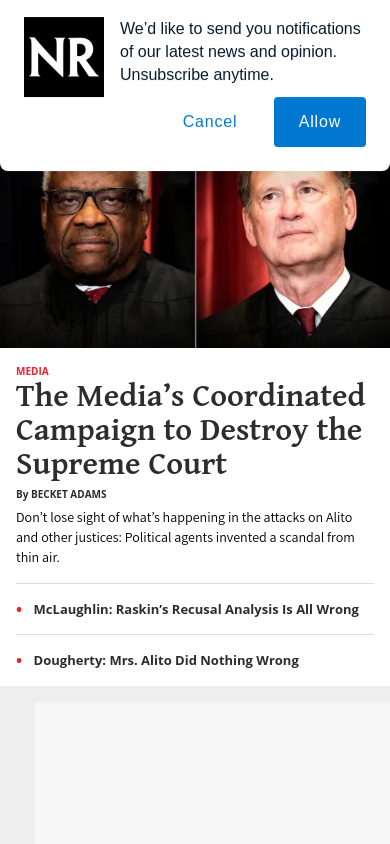 NR
We’d like to send you notifications
of our latest news and opinion.
Unsubscribe anytime.
Cancel
Allow
MEDIA
The Media’s Coordinated
Campaign to Destroy the
Supreme Court
By BECKET ADAMS
Don’t lose sight of what’s happening in the attacks on Alito
and other justices: Political agents invented a scandal from
thin air.
• McLaughlin: Raskin’s Recusal Analysis Is All Wrong
• Dougherty: Mrs. Alito Did Nothing Wrong